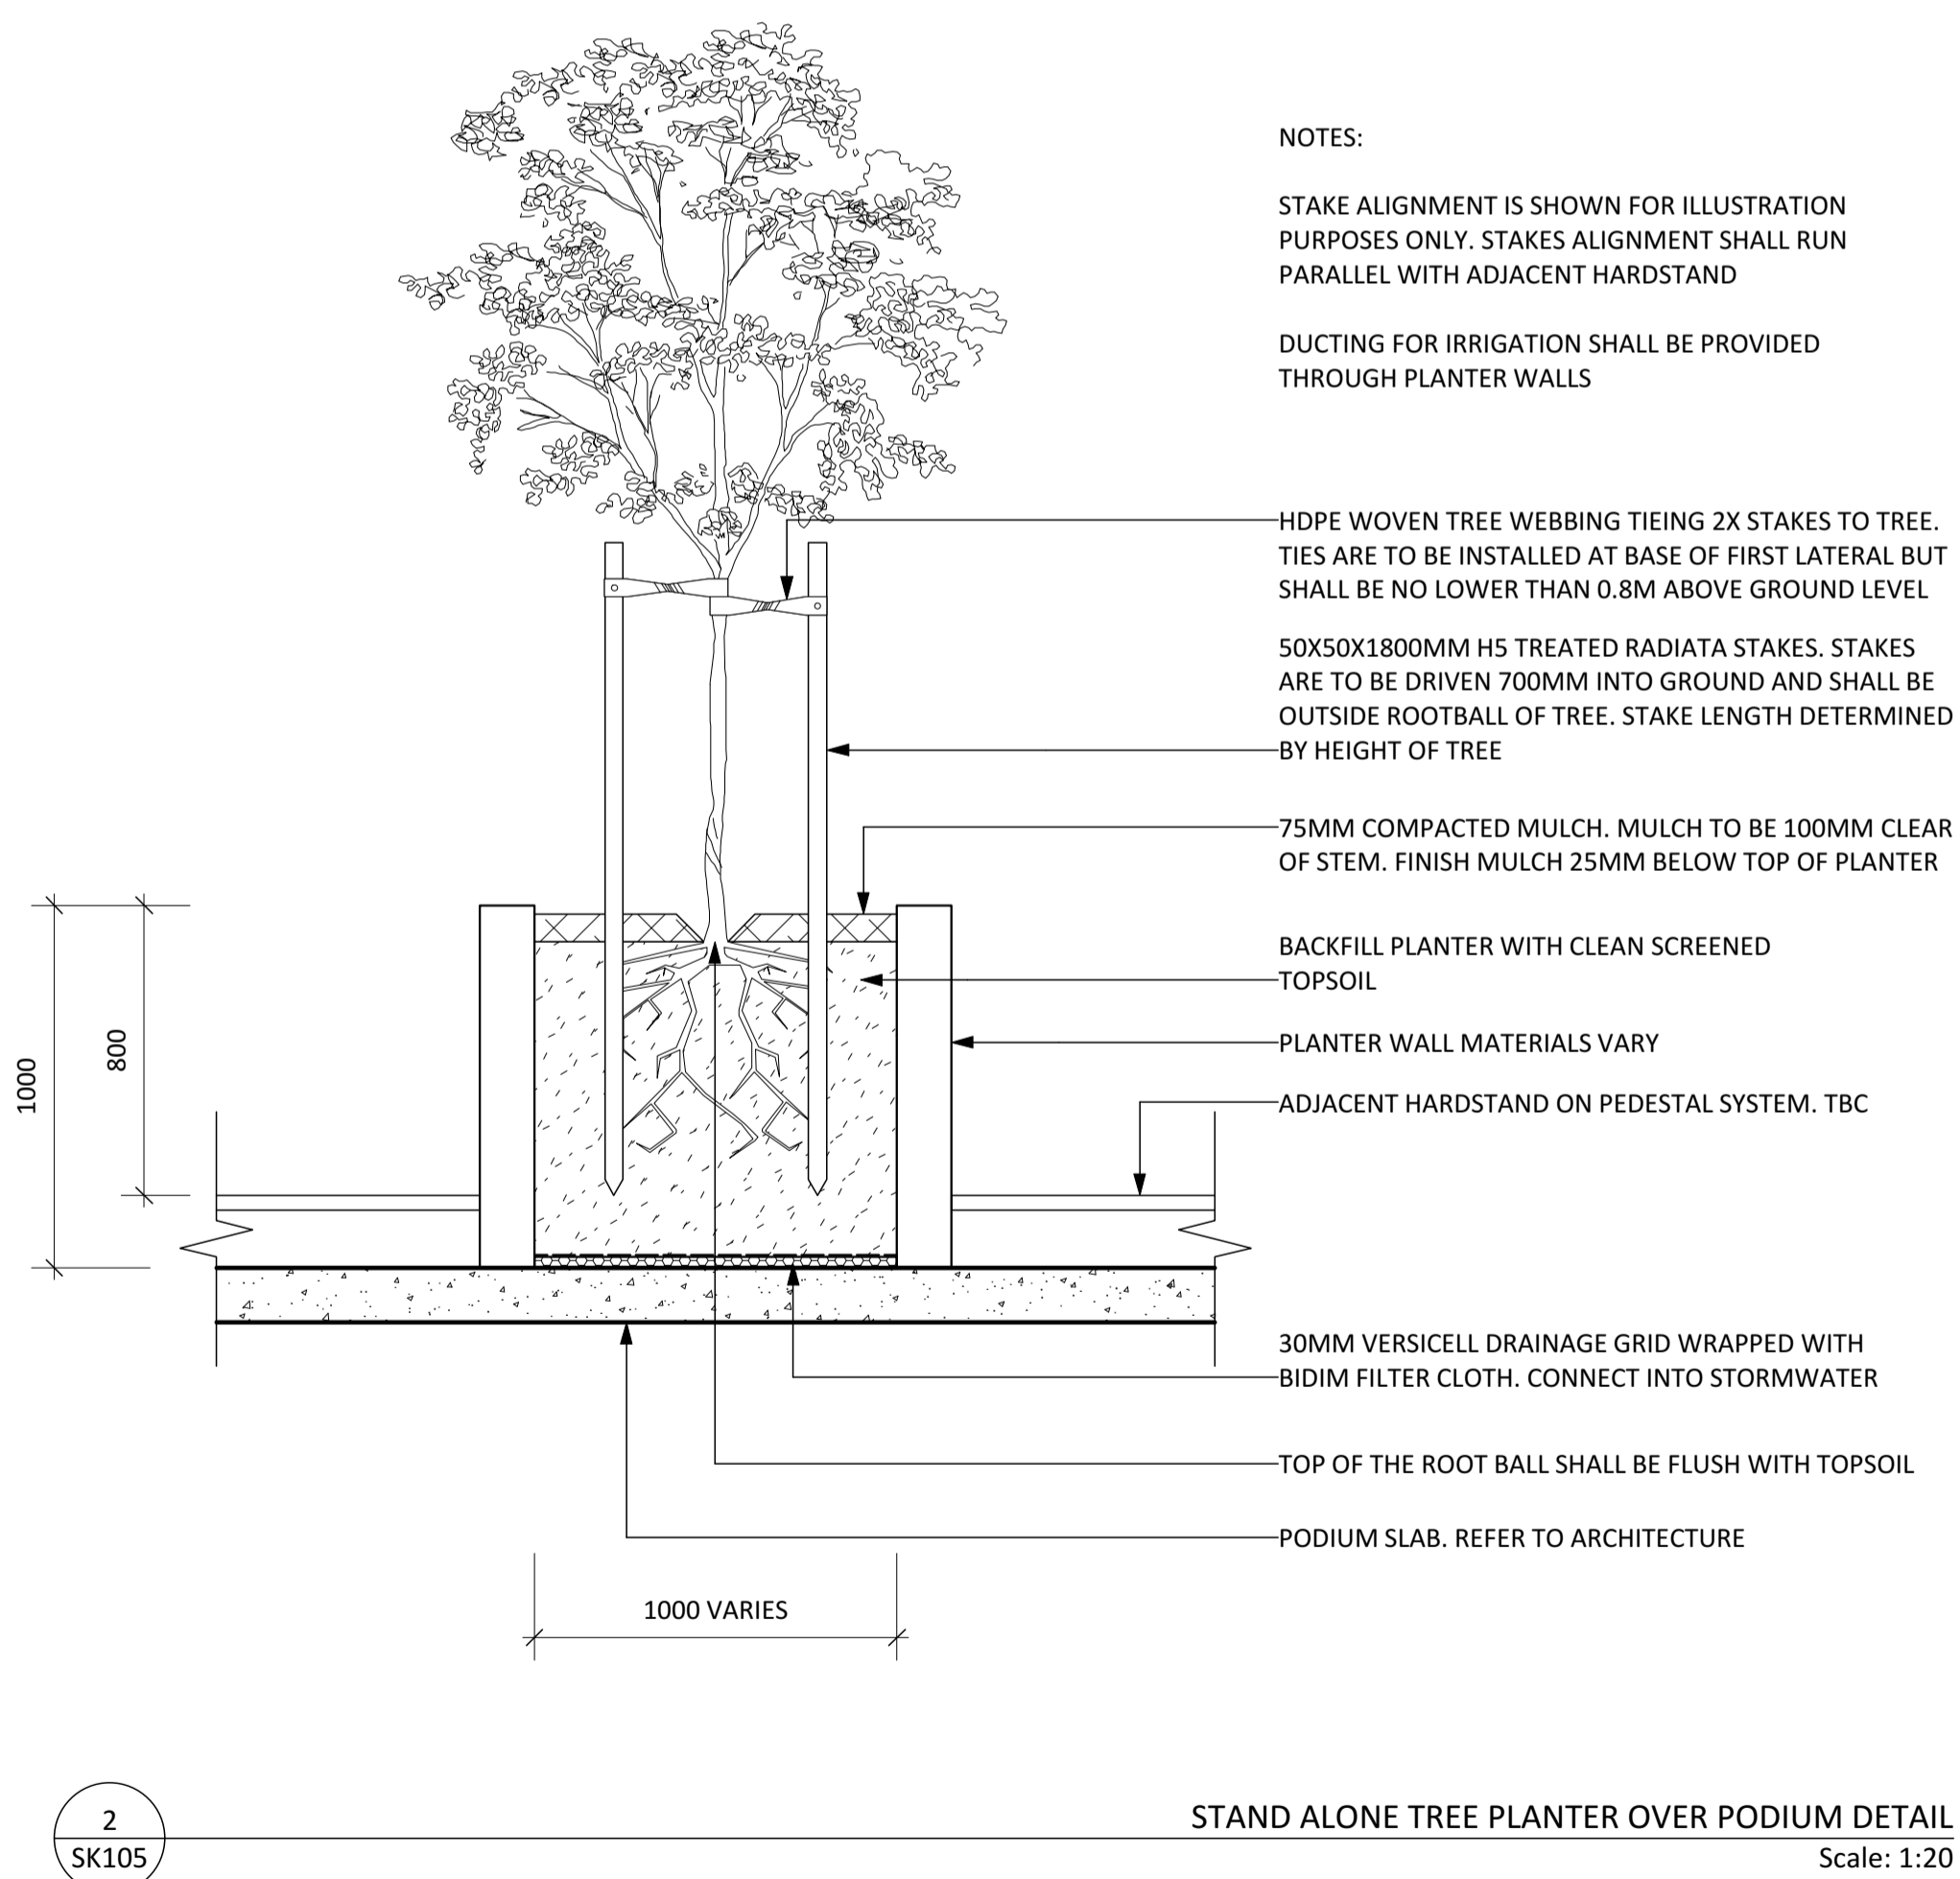 NOTES:
STAKE ALIGNMENT IS SHOWN FOR ILLUSTRATION
PURPOSES ONLY. STAKES ALIGNMENT SHALL RUN
PARALLEL WITH ADJACENT HARDSTAND
DUCTING FOR IRRIGATION SHALL BE PROVIDED
THROUGH PLANTER WALLS
HDPE WOVEN TREE WEBBING TIEING 2X STAKES TO TREE.
TIES ARE TO BE INSTALLED AT BASE OF FIRST LATERAL BUT
SHALL BE NO LOWER THAN 0.8M ABOVE GROUND LEVEL
50X50X1800MM H5 TREATED RADIATA STAKES. STAKES
ARE TO BE DRIVEN 700MM INTO GROUND AND SHALL BE
OUTSIDE ROOTBALL OF TREE. STAKE LENGTH DETERMINED
BY HEIGHT OF TREE
75MM COMPACTED MULCH. MULCH TO BE 100MM CLEAR
OF STEM. FINISH MULCH 25MM BELOW TOP OF PLANTER
BACKFILL PLANTER WITH CLEAN SCREENED
TOPSOIL
PLANTER WALL MATERIALS VARY
ADJACENT HARDSTAND ON PEDESTAL SYSTEM. TBC
1000
800
30MM VERSICELL DRAINAGE GRID WRAPPED WITH
BIDIM FILTER CLOTH. CONNECT INTO STORMWATER
TOP OF THE ROOT BALL SHALL BE FLUSH WITH TOPSOIL
PODIUM SLAB. REFER TO ARCHITECTURE
1000 VARIES
2
SK105
STAND ALONE TREE PLANTER OVER PODIUM DETAIL
Scale: 1:20